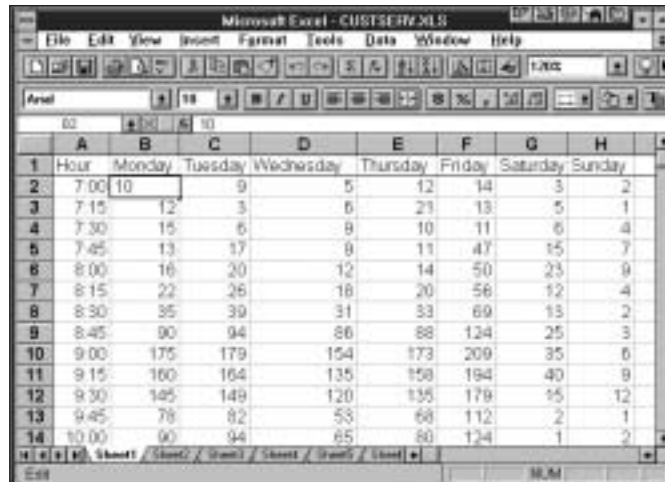 Microsoft Excel - CUSTSERV.XLS
File Edit View Insert Format Tools Data Window Help
120%
Arial 10 B I U $ % ,
B2 10
A B C D E F G H
1 Hour Monday Tuesday Wednesday Thursday Friday Saturday Sunday
2 7:00 10 9 5 12 14 3 2
3 7:15 12 3 6 21 13 5 1
4 7:30 15 6 9 10 11 6 4
5 7:45 13 17 9 11 47 15 7
6 8:00 16 20 12 14 50 23 9
7 8:15 22 26 18 20 56 12 4
8 8:30 35 39 31 33 69 13 2
9 8:45 90 94 86 88 124 25 3
10 9:00 175 179 154 173 209 35 6
11 9:15 160 164 135 158 194 40 9
12 9:30 145 149 120 135 179 15 12
13 9:45 78 82 53 68 112 2 1
14 10:00 90 94 65 80 124 1 2
Sheet1 Sheet2 Sheet3 Sheet4 Sheet5
Edit NUM